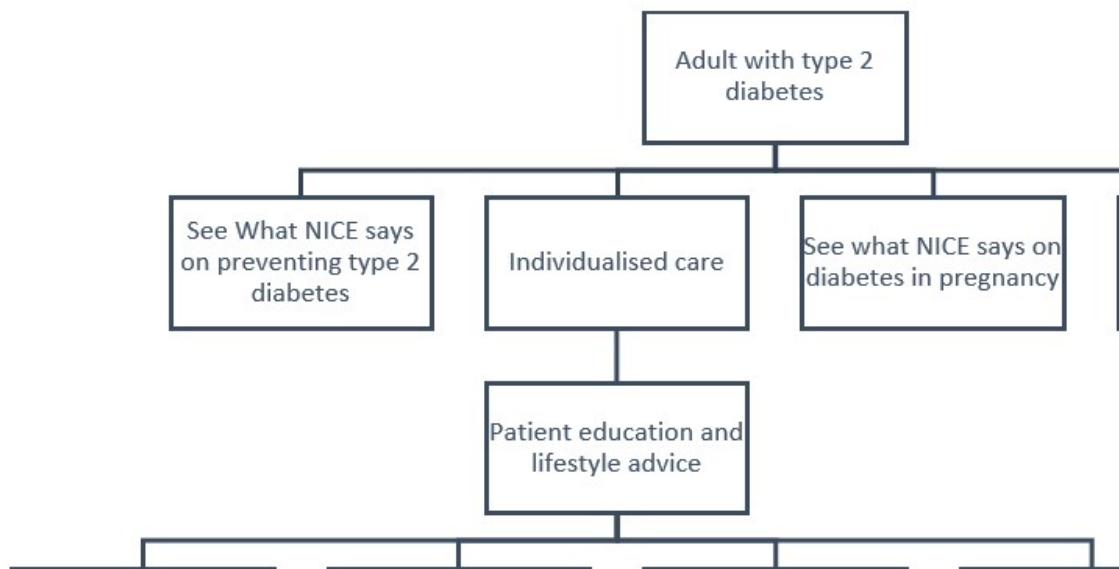 Adult with type 2
diabetes
See What NICE says
on preventing type 2
diabetes
Individualised care
See what NICE says on
diabetes in pregnancy
Patient education and
lifestyle advice